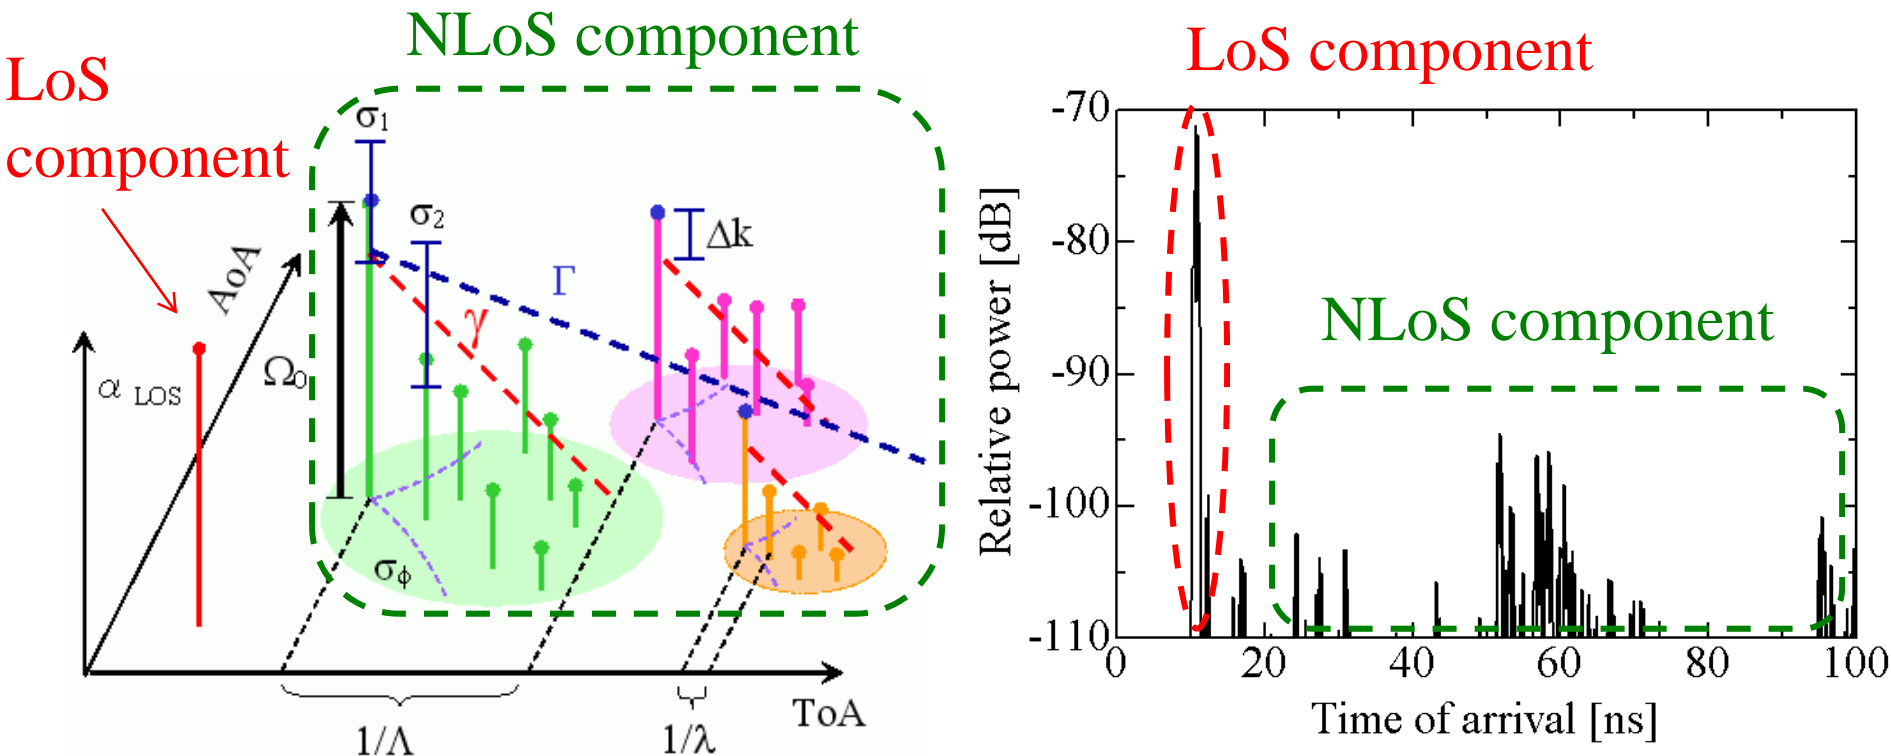 NLoS component
LoS
component
σ1
σ2
Δk
AoA
Γ
γ
α LOS
Ω0
σϕ
ToA
1/Λ
1/λ
LoS component
NLoS component
Relative power [dB]
-70
-80
-90
-100
-110
0 20 40 60 80 100
Time of arrival [ns]